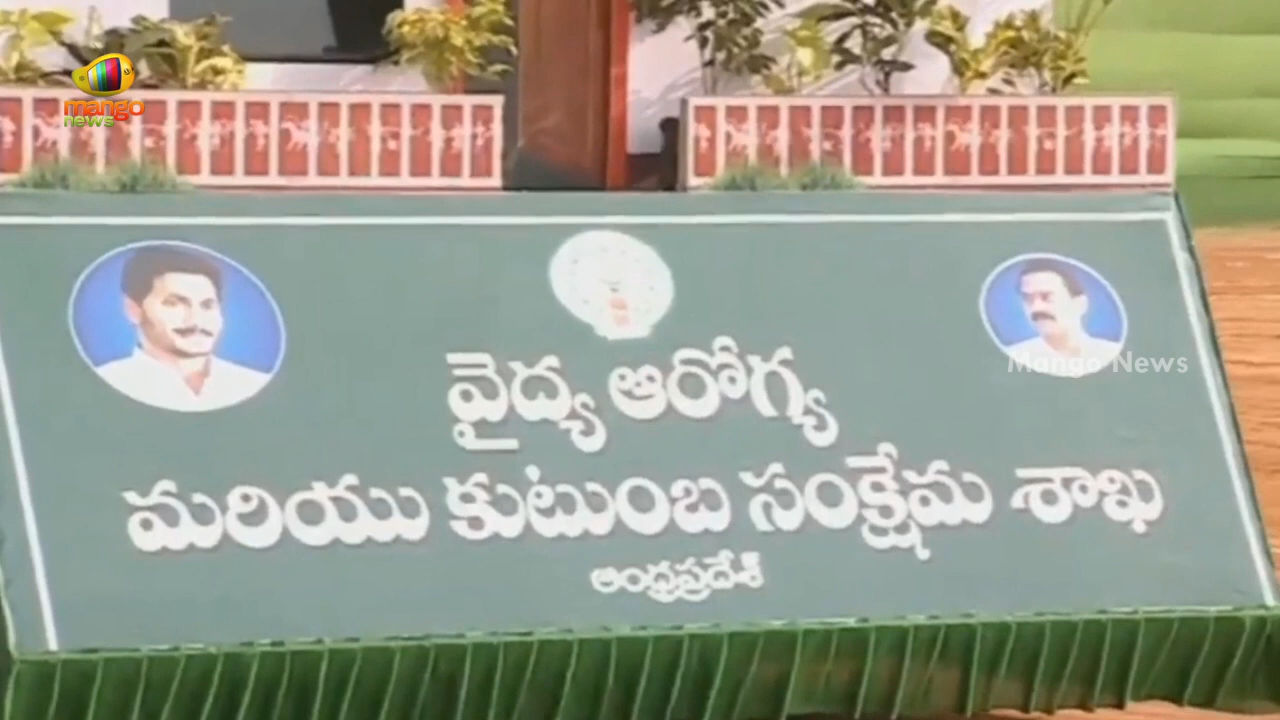 mango
news
Mango News
వైద్య ఆరోగ్య
మరియు కుటుంబ సంక్షేమ శాఖ
ఆంధ్రప్రదేశ్